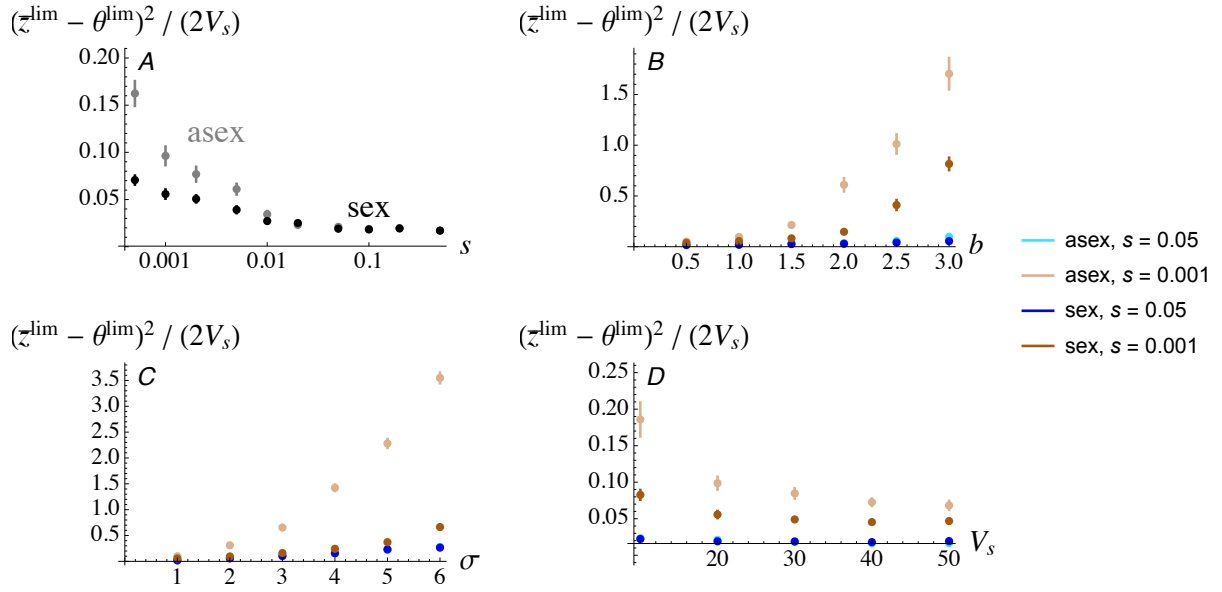 (z̄^lim − θ^lim)² / (2V_s)
A
0.20
0.15
0.10
0.05
asex
sex
0.001 0.01 0.1
s
(z̄^lim − θ^lim)² / (2V_s)
B
1.5
1.0
0.5
0.5 1.0 1.5 2.0 2.5 3.0
b
asex, s = 0.05
asex, s = 0.001
sex, s = 0.05
sex, s = 0.001
(z̄^lim − θ^lim)² / (2V_s)
C
3.5
3.0
2.5
2.0
1.5
1.0
0.5
1 2 3 4 5 6
σ
(z̄^lim − θ^lim)² / (2V_s)
D
0.25
0.20
0.15
0.10
0.05
20 30 40 50
V_s